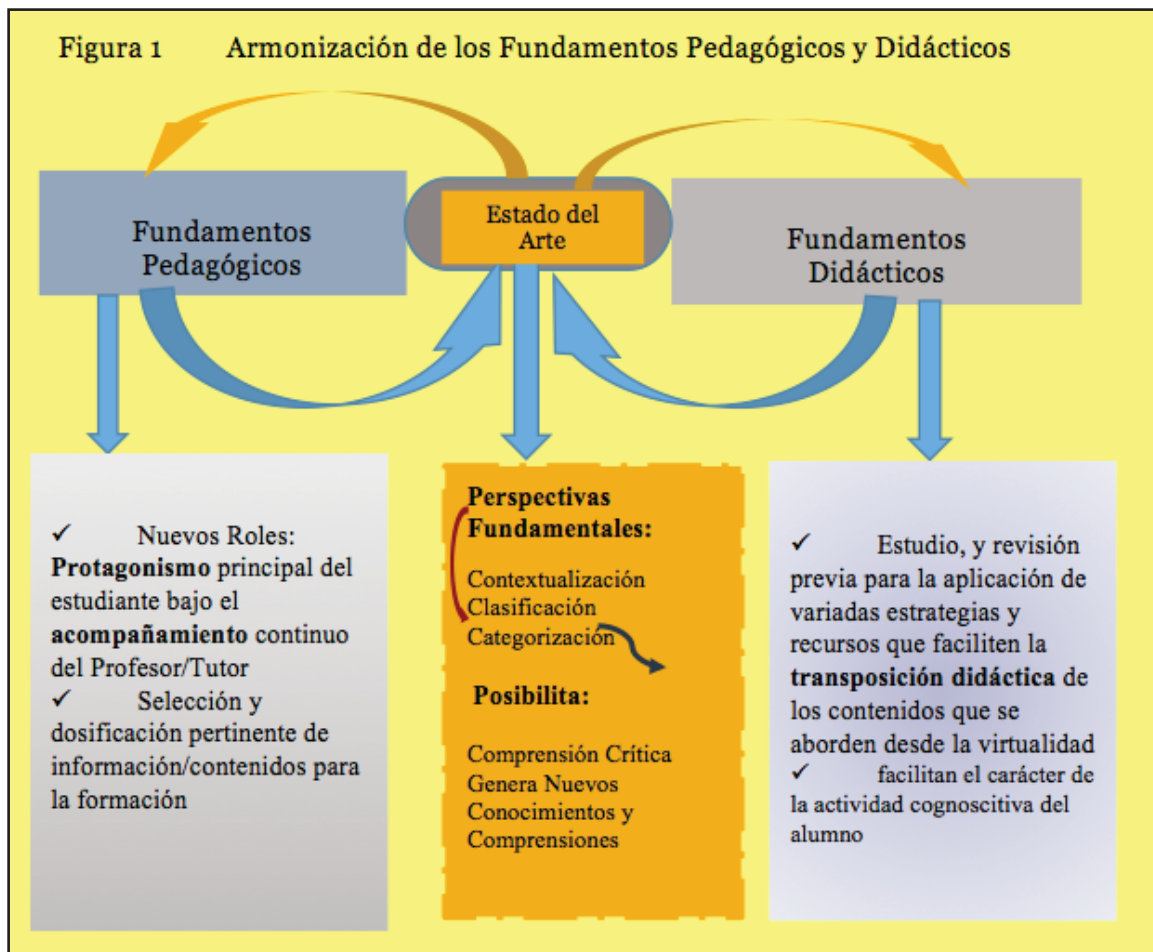 Figura 1 Armonización de los Fundamentos Pedagógicos y Didácticos
Fundamentos
Pedagógicos
Estado del
Arte
Fundamentos
Didácticos
✓ Nuevos Roles:
Protagonismo principal del
estudiante bajo el
acompañamiento continuo
del Profesor/Tutor
✓ Selección y
dosificación pertinente de
información/contenidos para
la formación
Perspectivas
Fundamentales:
Contextualización
Clasificación
Categorización
Posibilita:
Comprensión Crítica
Genera Nuevos
Conocimientos y
Comprensiones
✓ Estudio, y revisión
previa para la aplicación de
variadas estrategias y
recursos que faciliten la
transposición didáctica de
los contenidos que se
aborden desde la virtualidad
✓ facilitan el carácter de
la actividad cognoscitiva del
alumno